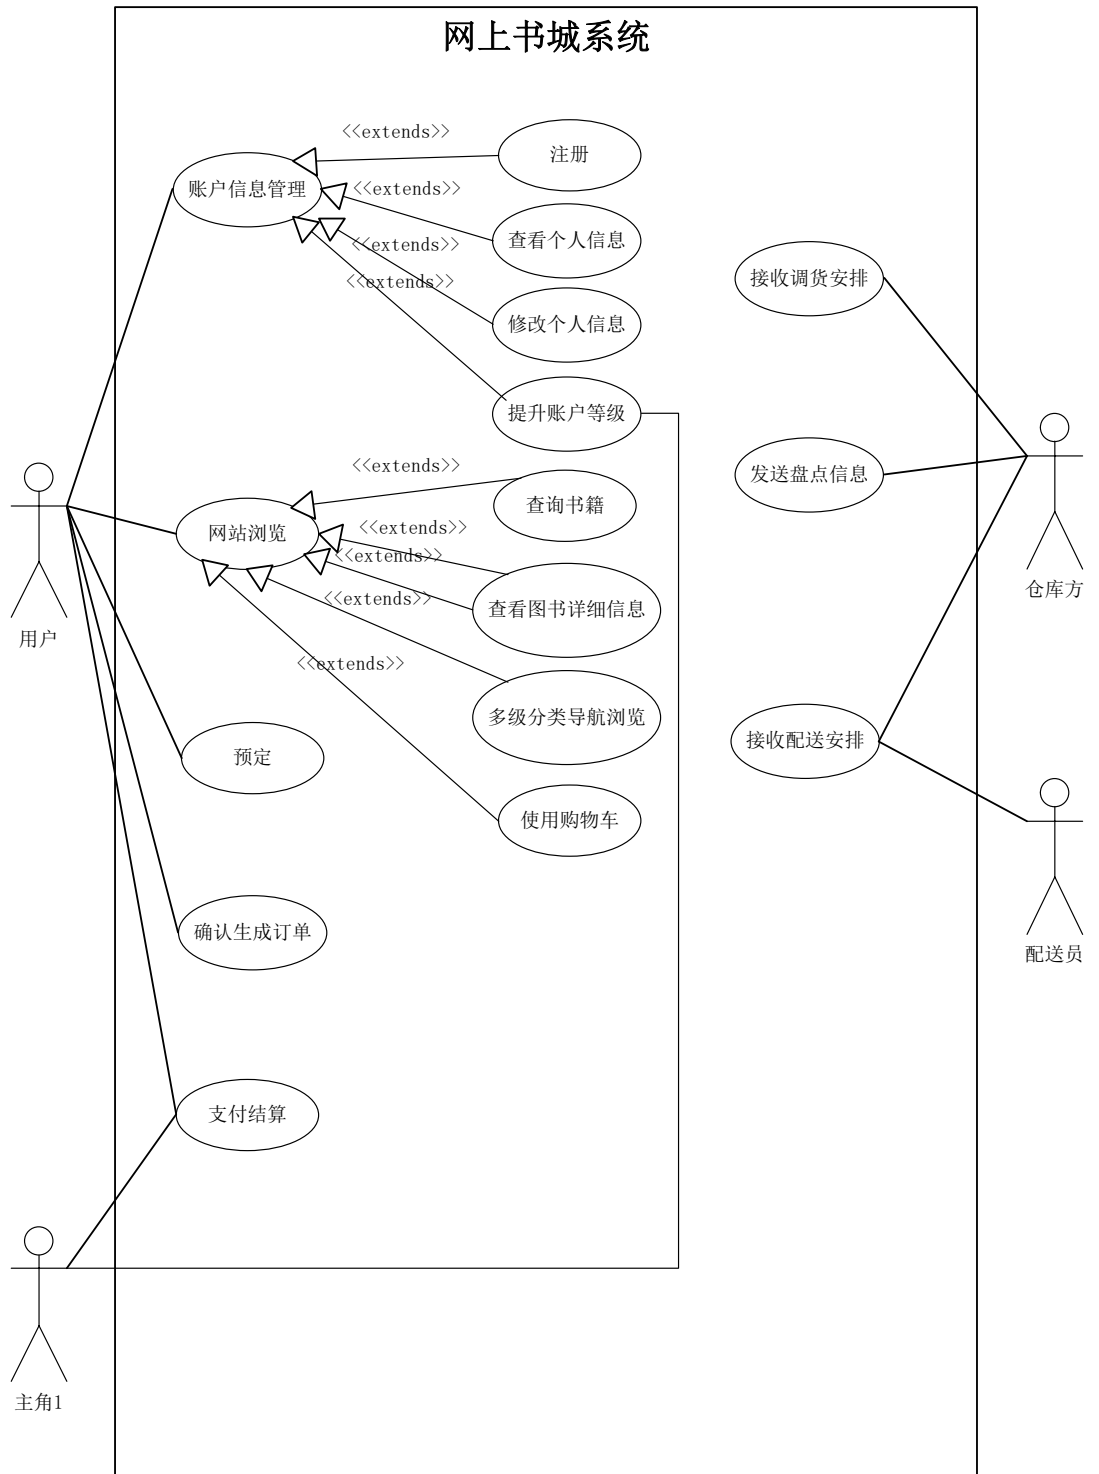 网上书城系统
<<extends>>
注册
账户信息管理
<<extends>>
查看个人信息
<<extends>>
<<extends>>
接收调货安排
修改个人信息
提升账户等级
<<extends>>
发送盘点信息
查询书籍
<<extends>>
网站浏览
<<extends>>
仓库方
<<extends>>
查看图书详细信息
用户
<<extends>>
多级分类导航浏览
接收配送安排
预定
使用购物车
确认生成订单
配送员
支付结算
主角1